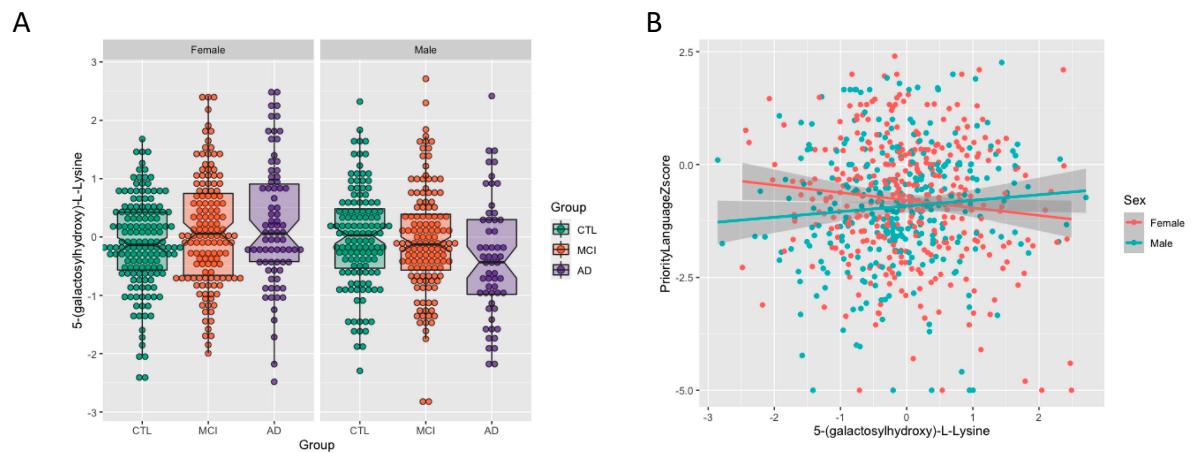 A
Female
Male
3
2
1
0
-1
-2
-3
5-(galactosylhydroxy)-L-Lysine
CTL
MCI
AD
CTL
MCI
AD
Group
Group
CTL
MCI
AD
B
2.5
0.0
-2.5
-5.0
PriorityLanguageZscore
-3
-2
-1
0
1
2
5-(galactosylhydroxy)-L-Lysine
Sex
Female
Male